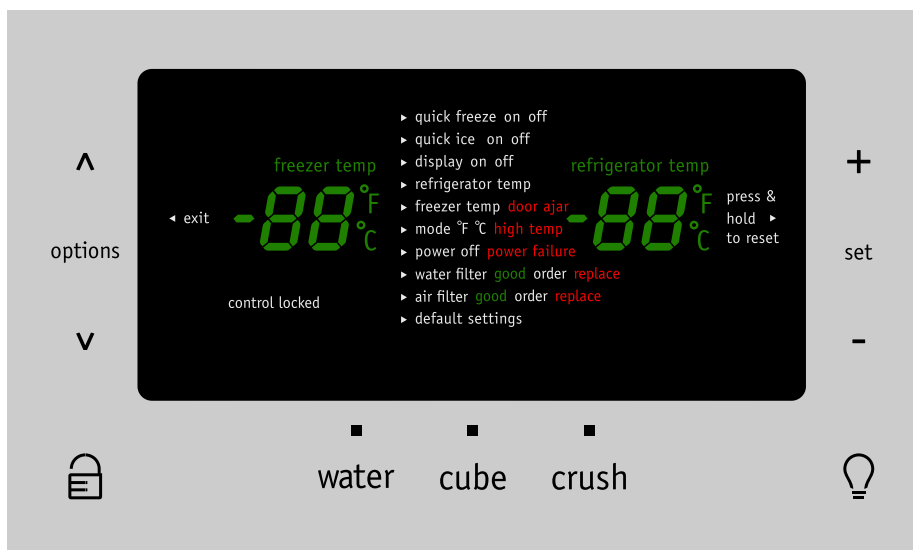 quick freeze on off
quick ice on off
display on off
refrigerator temp
freezer temp door ajar
mode °F °C high temp
power off power failure
water filter good order replace
air filter good order replace
default settings
freezer temp
-88 °F °C
refrigerator temp
-88 °F °C
exit
control locked
press &
hold
to reset
options
+
set
-
water
cube
crush